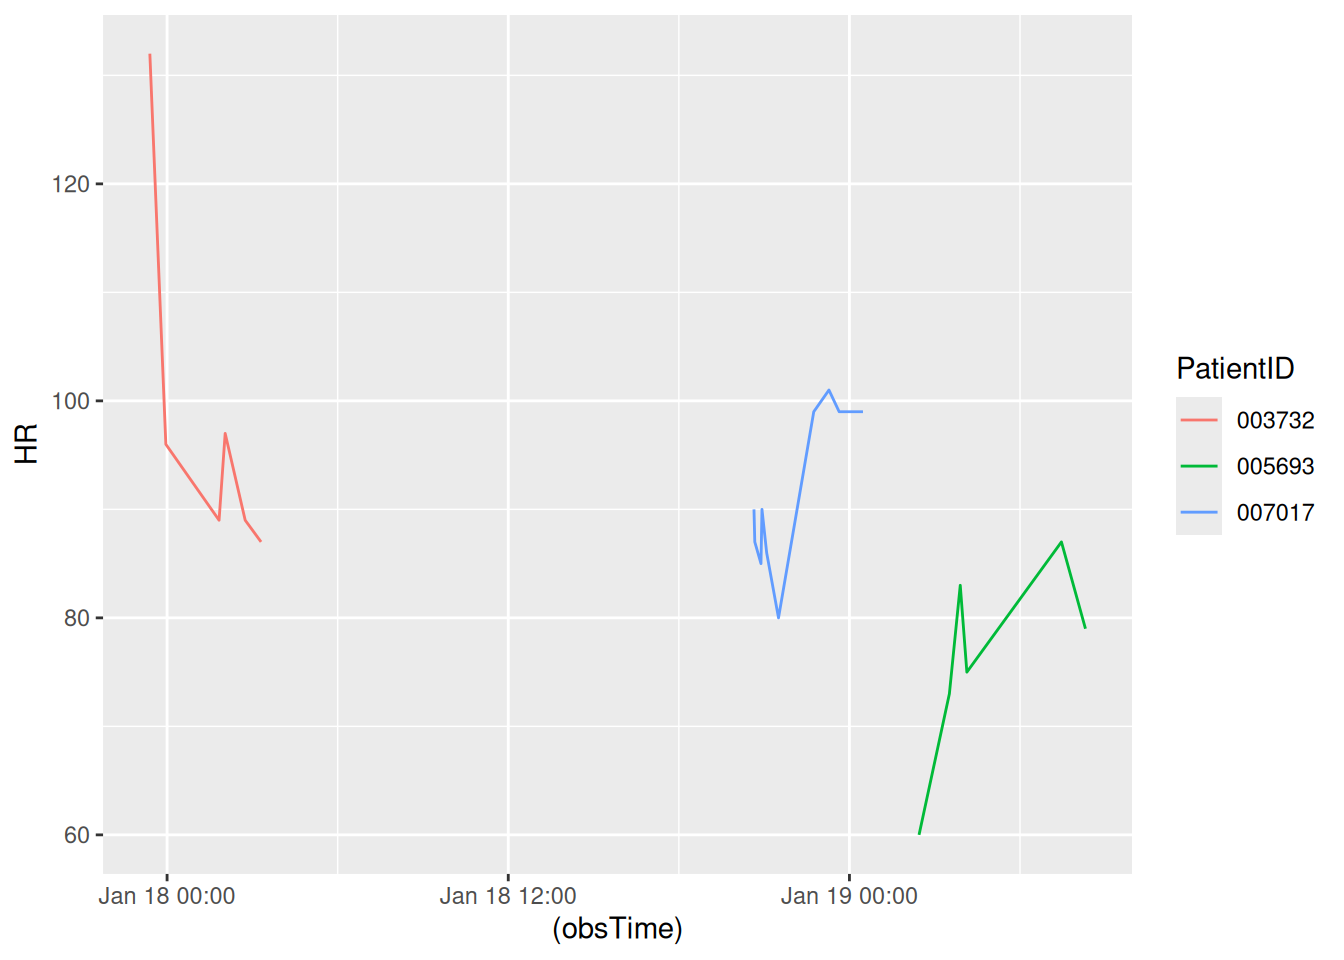 HR
120
100
80
60
Jan 18 00:00
Jan 18 12:00
Jan 19 00:00
(obsTime)
PatientID
003732
005693
007017